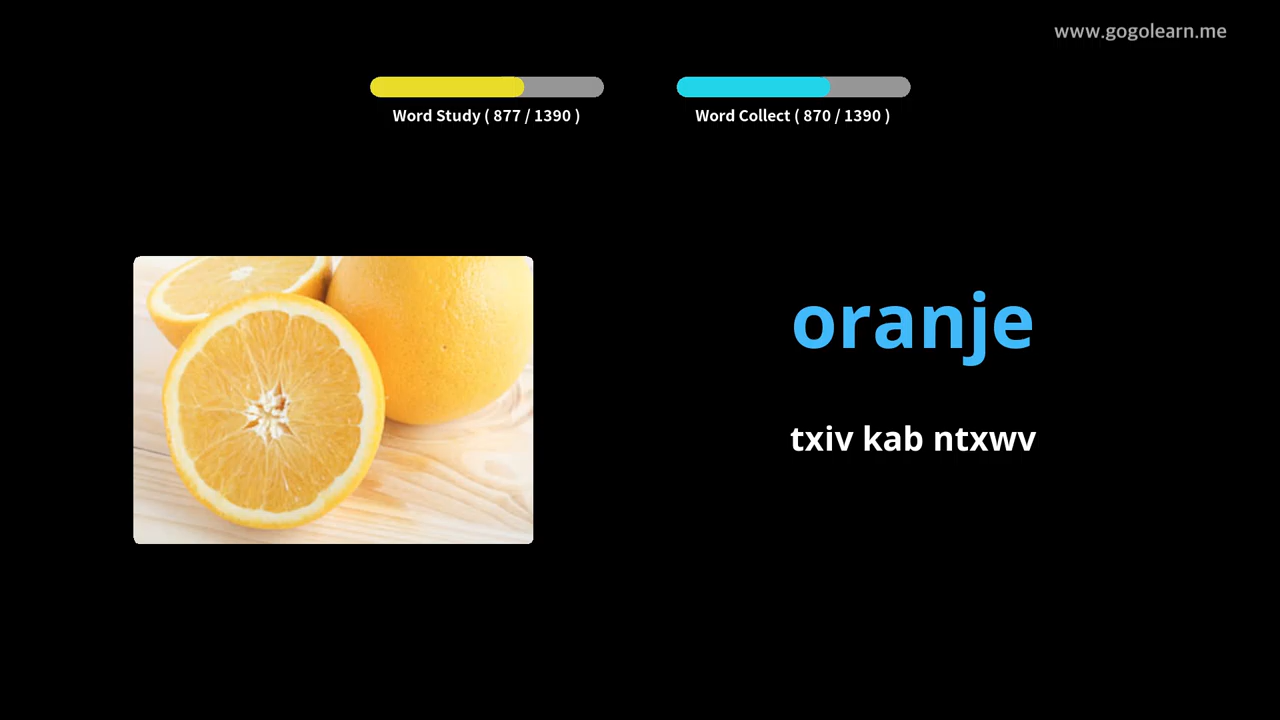 www.gogolearn.me
Word Study ( 877 / 1390 )
Word Collect ( 870 / 1390 )
oranje
txiv kab ntxwv